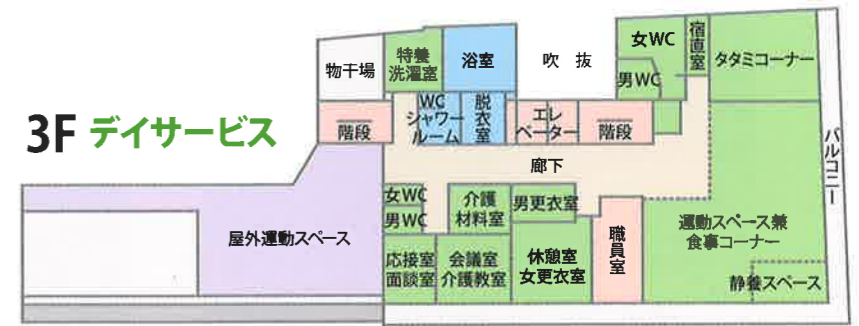 3F デイサービス
物干場
特養
洗濯室
浴室
吹 抜
女WC
男WC
宿直室
タタミコーナー
階段
WC
シャワー
ルーム
脱衣室
エレ
ベーター
階段
バルコニー
廊下
屋外運動スペース
女WC
男WC
介護
材料室
男更衣室
職員室
運動スペース兼
食事コーナー
応接室
面談室
会議室
介護教室
休憩室
女更衣室
静養スペース